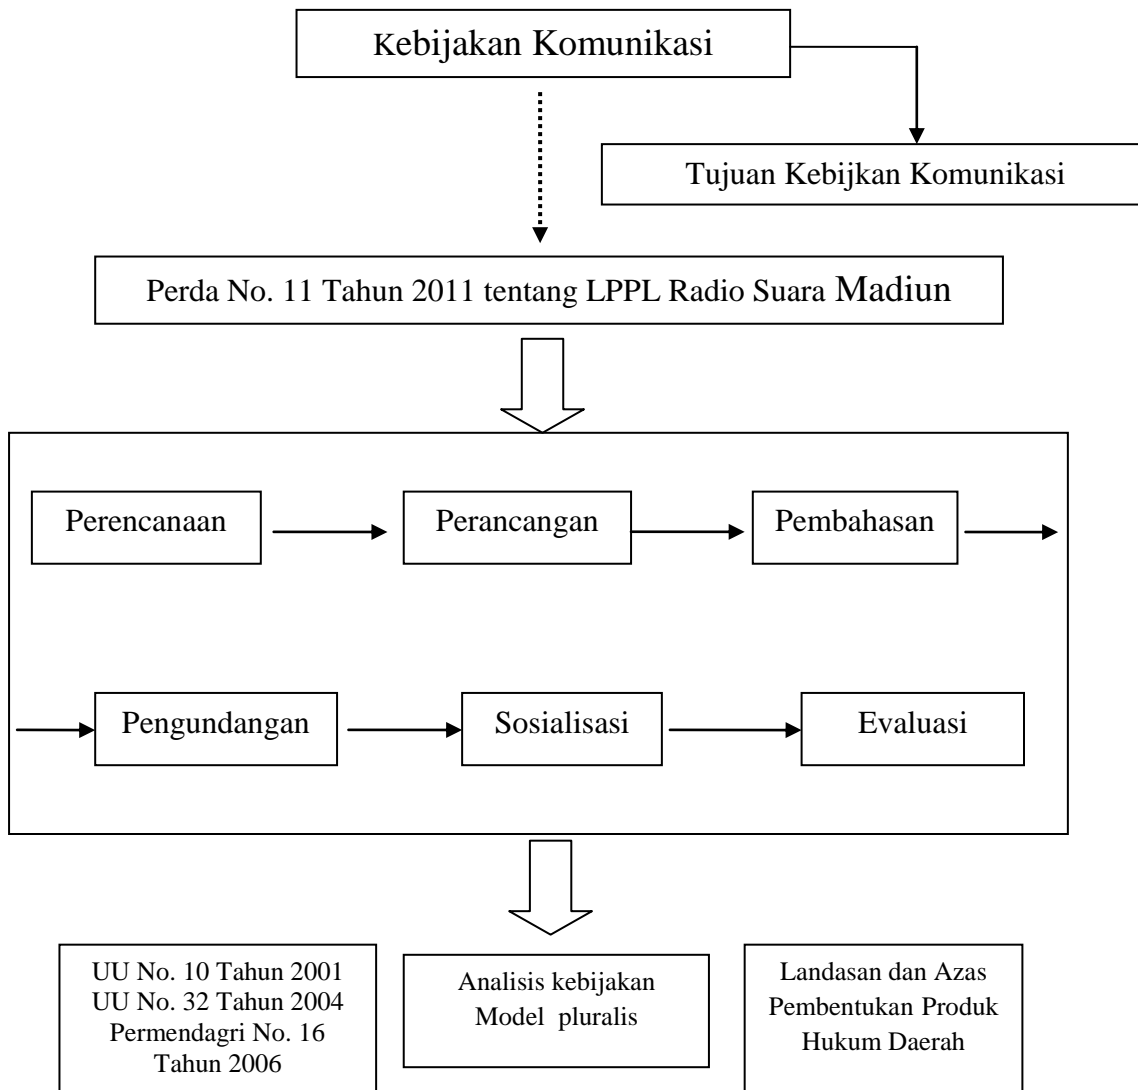 Kebijakan Komunikasi
Tujuan Kebijkan Komunikasi
Perda No. 11 Tahun 2011 tentang LPPL Radio Suara Madiun
Perencanaan
Perancangan
Pembahasan
Pengundangan
Sosialisasi
Evaluasi
UU No. 10 Tahun 2001
UU No. 32 Tahun 2004
Permendagri No. 16
Tahun 2006
Analisis kebijakan
Model pluralis
Landasan dan Azas
Pembentukan Produk
Hukum Daerah